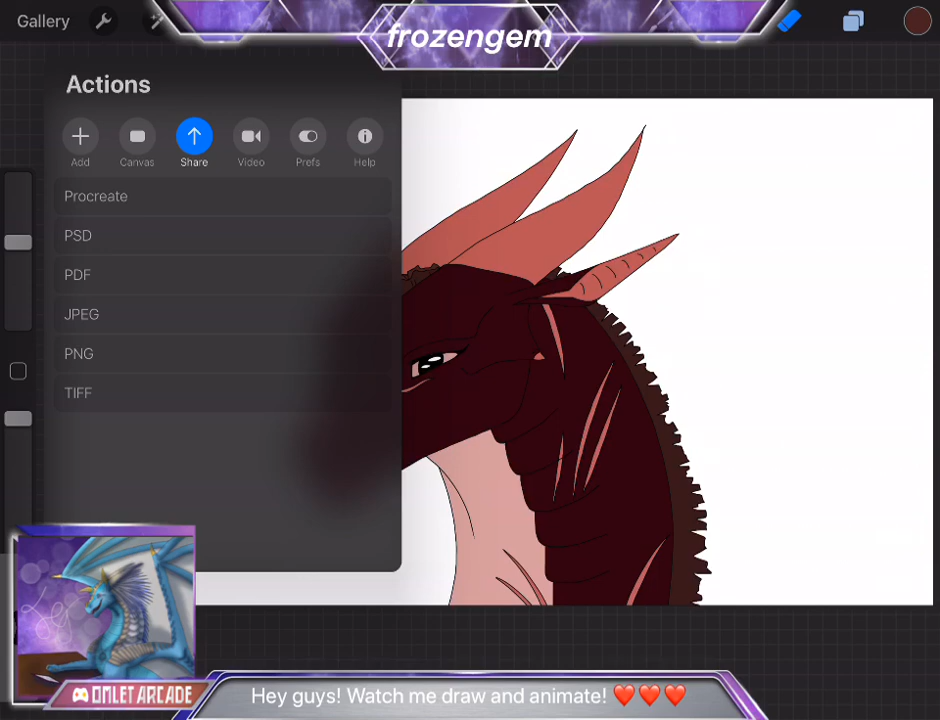 Gallery
frozengem
Actions
Add Canvas Share Video Prefs Help
Procreate
PSD
PDF
JPEG
PNG
TIFF
OMLET ARCADE
Hey guys! Watch me draw and animate! ❤️❤️❤️